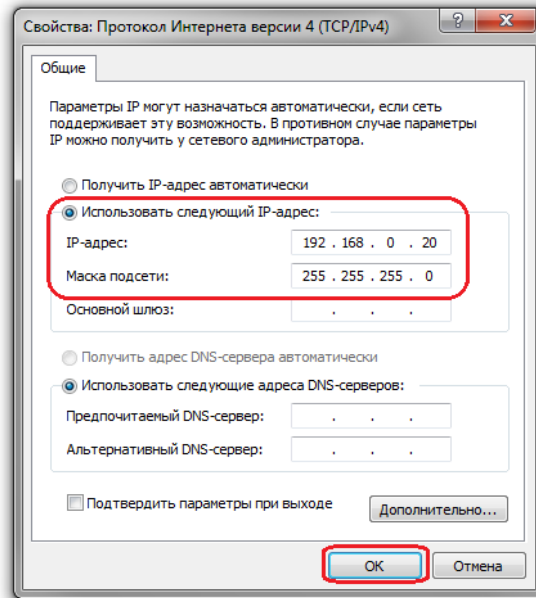 Свойства: Протокол Интернета версии 4 (TCP/IPv4)
Общие
Параметры IP могут назначаться автоматически, если сеть
поддерживает эту возможность. В противном случае параметры
IP можно получить у сетевого администратора.
Получить IP-адрес автоматически
Использовать следующий IP-адрес:
IP-адрес: 192 . 168 . 0 . 20
Маска подсети: 255 . 255 . 255 . 0
Основной шлюз: . . .
Получить адрес DNS-сервера автоматически
Использовать следующие адреса DNS-серверов:
Предпочитаемый DNS-сервер: . . .
Альтернативный DNS-сервер: . . .
Подтвердить параметры при выходе Дополнительно...
OK Отмена